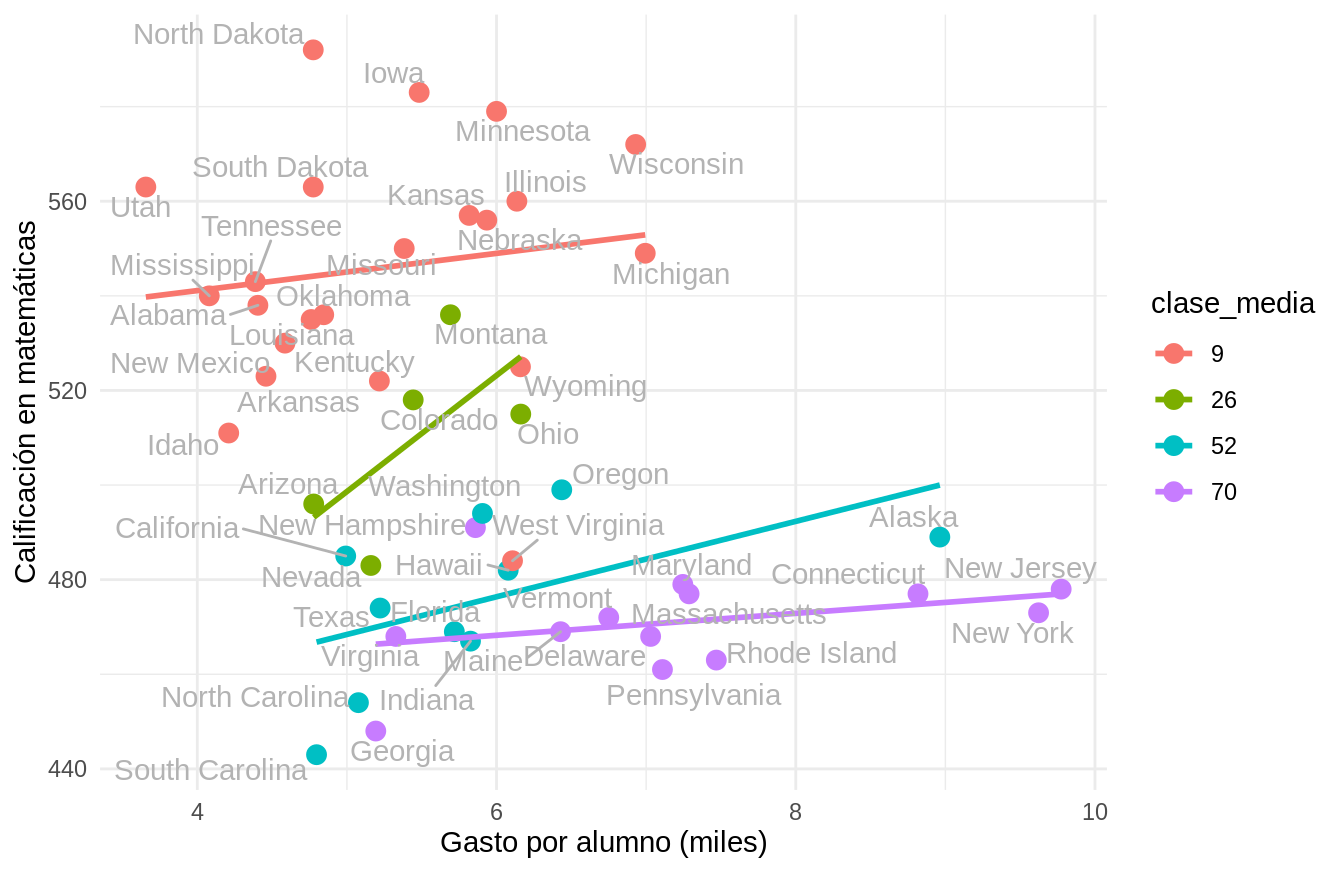 North Dakota
Iowa
Minnesota
Wisconsin
South Dakota
Utah
Kansas
Illinois
Tennessee
Nebraska
Mississippi
Missouri
Michigan
Alabama
Oklahoma
Louisiana
Montana
New Mexico
Kentucky
Wyoming
Arkansas
Colorado
Ohio
Idaho
Arizona
Washington
Oregon
California
New Hampshire
West Virginia
Alaska
Nevada
Hawaii
Maryland
Connecticut
New Jersey
Texas
Florida
Vermont
Massachusetts
New York
Virginia
Maine
Delaware
Rhode Island
North Carolina
Indiana
Pennsylvania
Georgia
South Carolina
560
520
480
440
Calificación en matemáticas
4 6 8 10
Gasto por alumno (miles)
clase_media
9
26
52
70